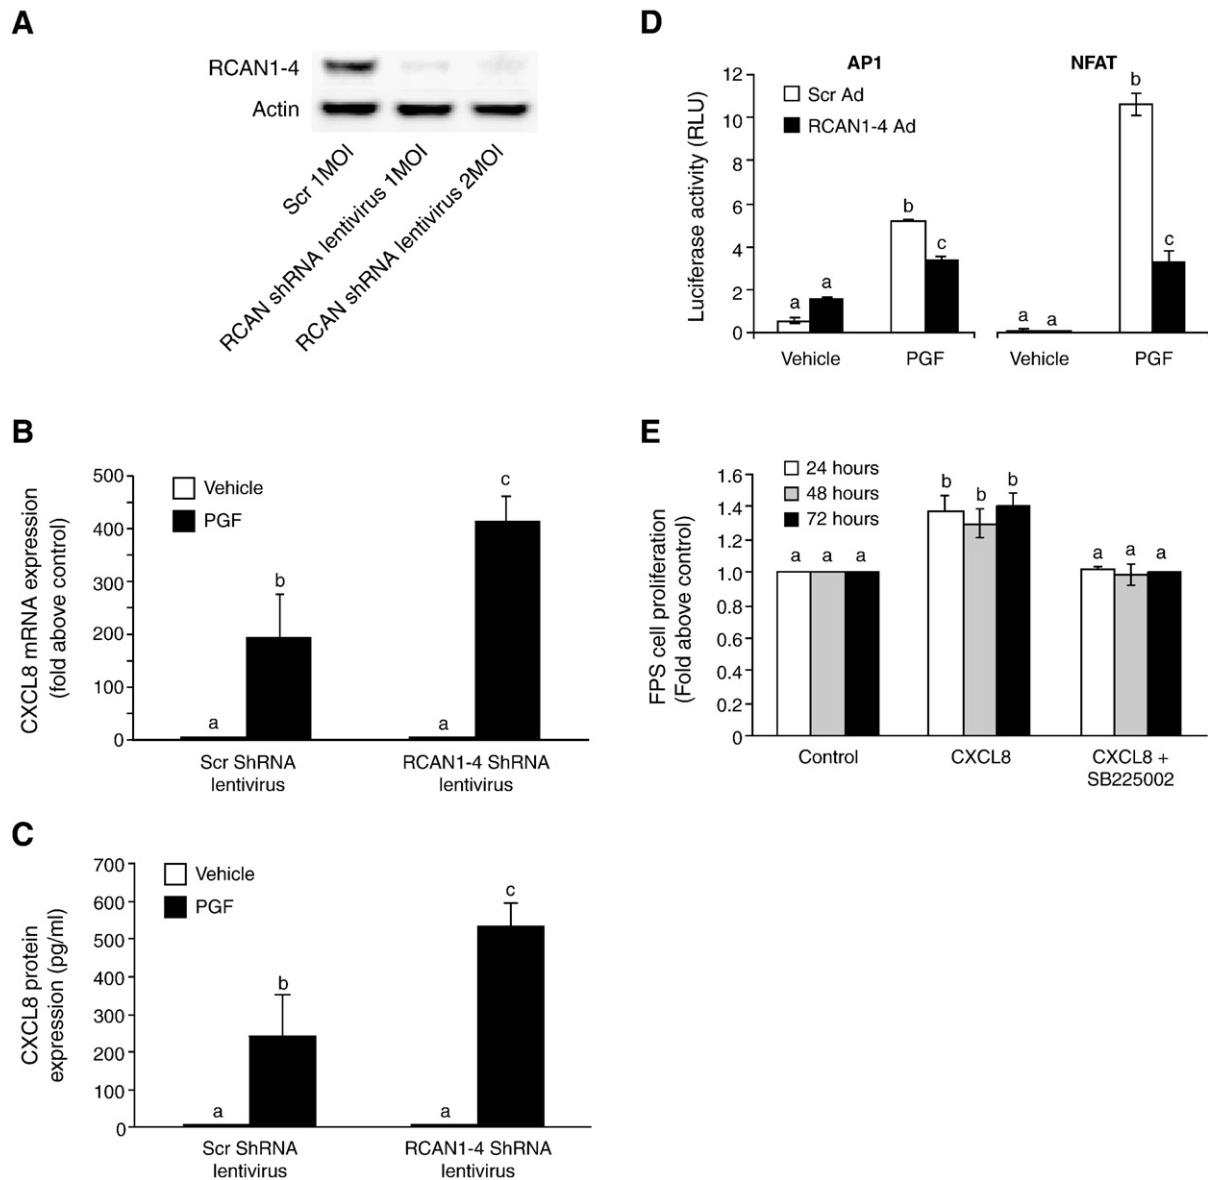 A
RCAN1-4
Actin
Scr 1MOI
RCAN shRNA lentivirus 1MOI
RCAN shRNA lentivirus 2MOI
B
CXCL8 mRNA expression
(fold above control)
500
400
300
200
100
0
Vehicle
PGF
a
b
a
c
Scr ShRNA
lentivirus
RCAN1-4 ShRNA
lentivirus
C
CXCL8 protein
expression (pg/ml)
700
600
500
400
300
200
100
0
Vehicle
PGF
a
b
a
c
Scr ShRNA
lentivirus
RCAN1-4 ShRNA
lentivirus
D
Luciferase activity (RLU)
12
10
8
6
4
2
0
AP1
NFAT
Scr Ad
RCAN1-4 Ad
a
a
b
c
a
a
b
c
Vehicle
PGF
Vehicle
PGF
E
FPS cell proliferation
(Fold above control)
1.6
1.4
1.2
1.0
0.8
0.6
0.4
0.2
0
24 hours
48 hours
72 hours
a
a
a
b
b
b
a
a
a
Control
CXCL8
CXCL8 +
SB225002